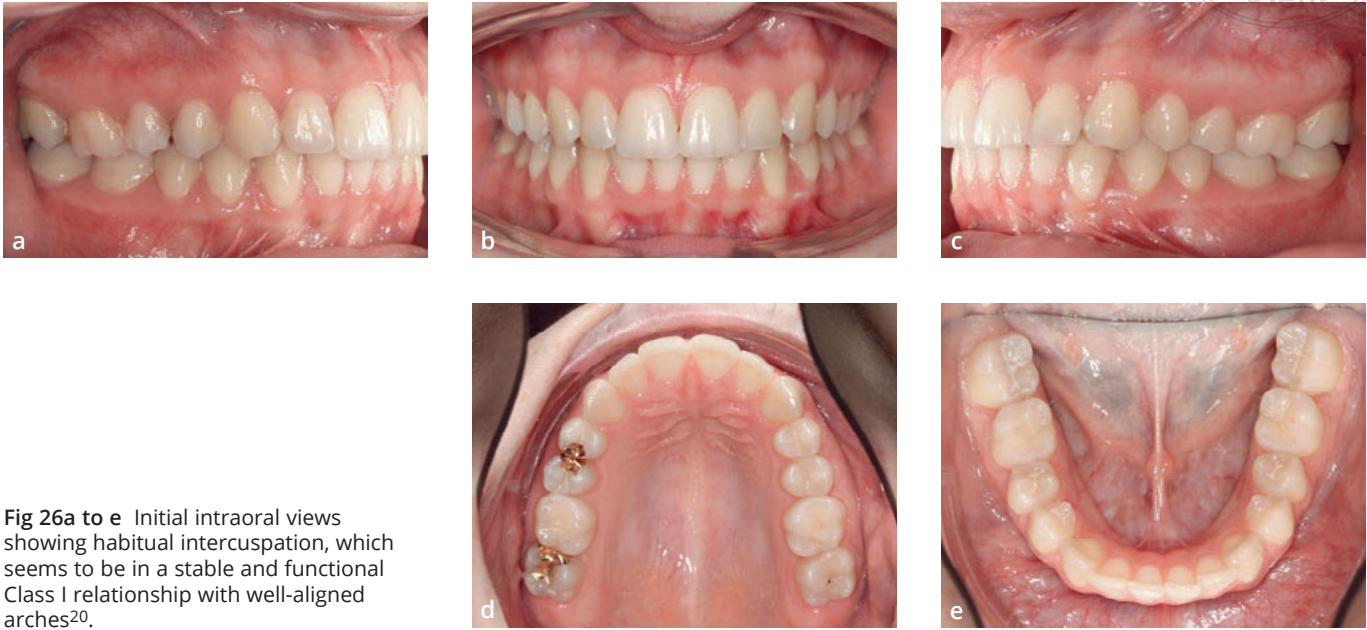 a
b
c
d
e
Fig 26a to e Initial intraoral views
showing habitual intercuspation, which
seems to be in a stable and functional
Class I relationship with well-aligned
arches20.